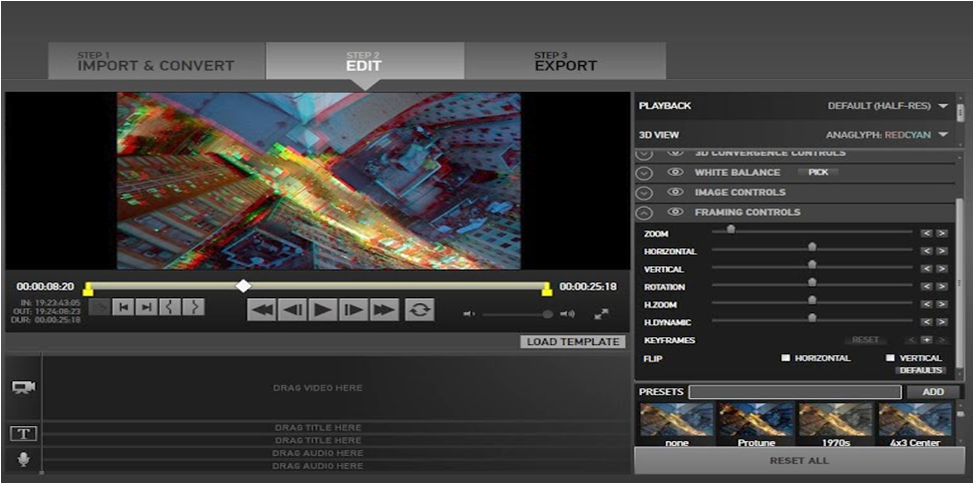 STEP 1
IMPORT & CONVERT
STEP 2
EDIT
STEP 3
EXPORT
PLAYBACK DEFAULT (HALF-RES)
3D VIEW ANAGLYPH: REDCYAN
3D CONVERGENCE CONTROLS
WHITE BALANCE PICK
IMAGE CONTROLS
FRAMING CONTROLS
ZOOM
HORIZONTAL
VERTICAL
ROTATION
H.ZOOM
H.DYNAMIC
KEYFRAMES RESET
FLIP HORIZONTAL VERTICAL
DEFAULTS
PRESETS ADD
none Protune 1970s 4x3 Center
RESET ALL
00:00:08:20 00:00:25:18
IN: 19:23:43:05
OUT: 19:24:08:23
DUR: 00:00:25:18
LOAD TEMPLATE
DRAG VIDEO HERE
T
DRAG TITLE HERE
DRAG TITLE HERE
DRAG AUDIO HERE
DRAG AUDIO HERE